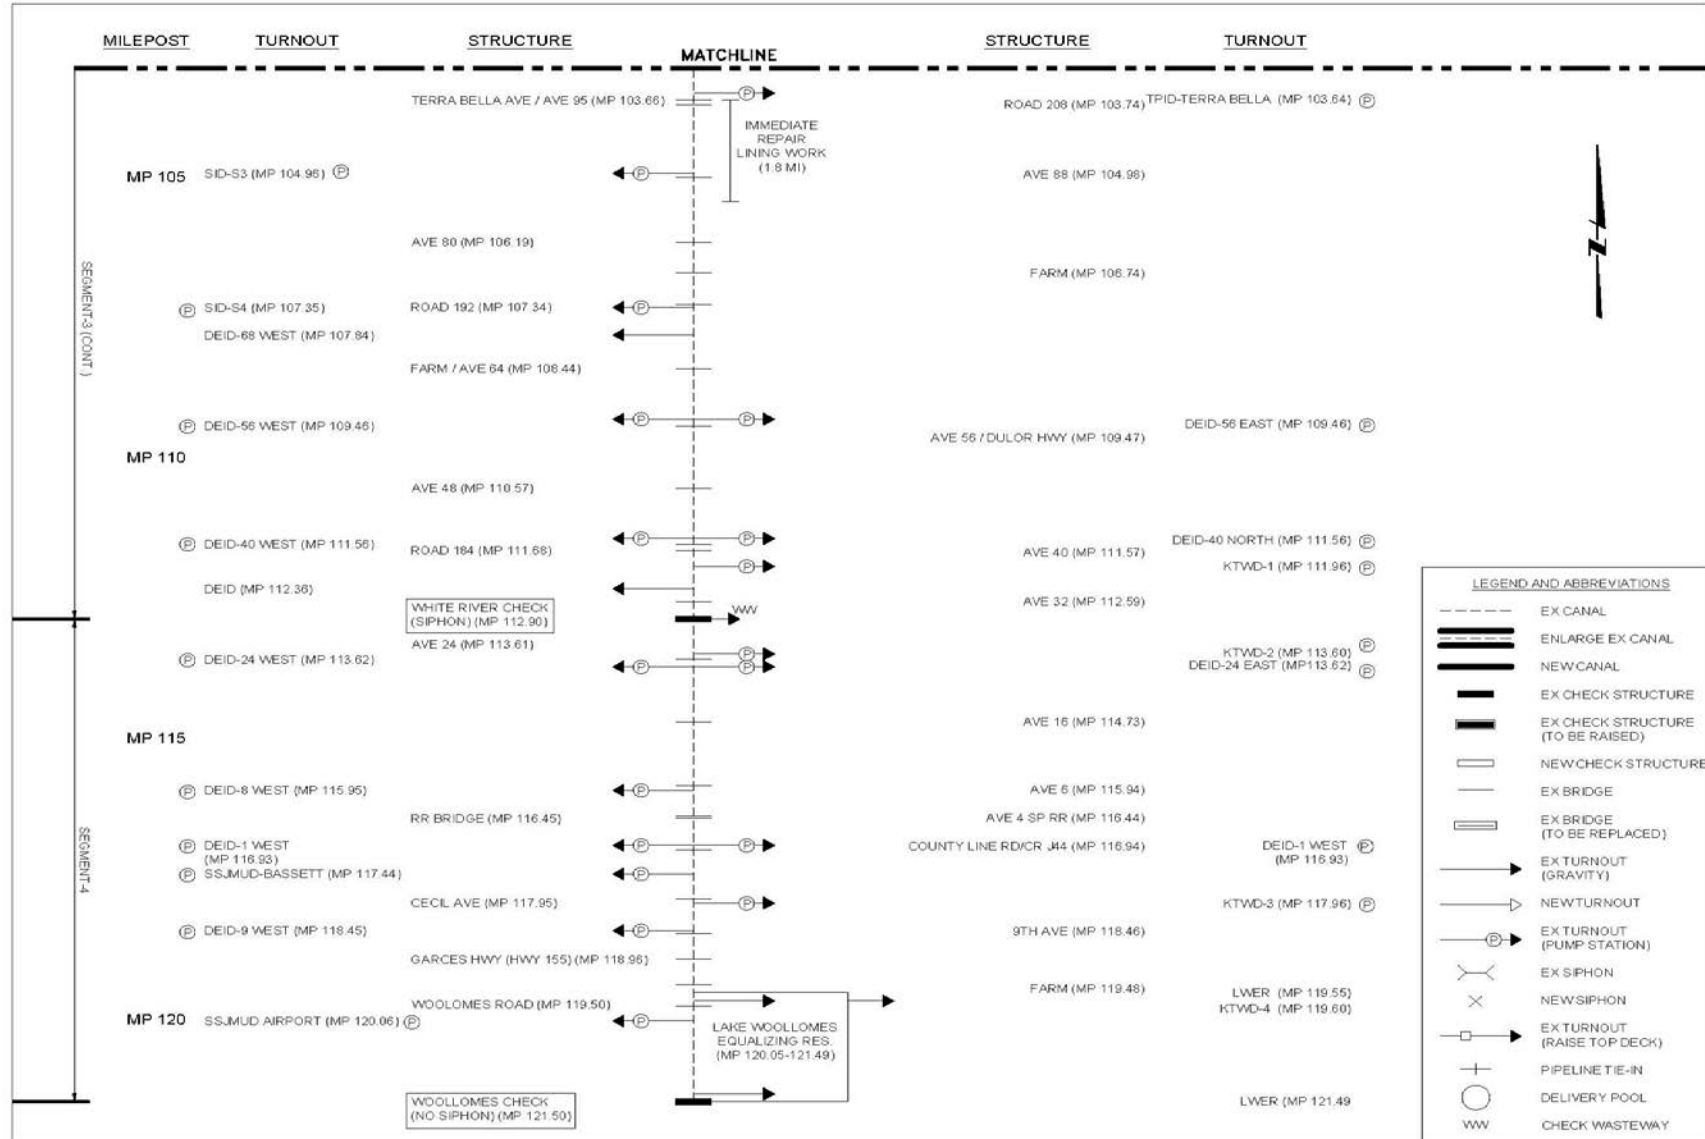 MILEPOST TURNOUT STRUCTURE STRUCTURE TURNOUT
MATCHLINE
TERRA BELLA AVE / AVE 95 (MP 103.66) P ROAD 208 (MP 103.74) TPID-TERRA BELLA (MP 103.64) P
IMMEDIATE
REPAIR
LINING WORK
(1.8 MI)
MP 105 SID-S3 (MP 104.96) P P AVE 88 (MP 104.98)
AVE 80 (MP 106.19)
FARM (MP 106.74)
SEGMENT-3 (CONT.)
P SID-S4 (MP 107.35) ROAD 192 (MP 107.34) P
DEID-68 WEST (MP 107.84)
FARM / AVE 64 (MP 108.44)
P DEID-56 WEST (MP 109.46) P P AVE 56 / DULOR HWY (MP 109.47) DEID-56 EAST (MP 109.46) P
MP 110
AVE 48 (MP 110.57)
P DEID-40 WEST (MP 111.56) P P DEID-40 NORTH (MP 111.56) P
ROAD 184 (MP 111.68) AVE 40 (MP 111.57)
P KTWD-1 (MP 111.96) P
DEID (MP 112.36)
AVE 32 (MP 112.59)
WHITE RIVER CHECK
(SIPHON) (MP 112.90)
WW
AVE 24 (MP 113.61)
P KTWD-2 (MP 113.60) P
P DEID-24 WEST (MP 113.62) P P DEID-24 EAST (MP113.62) P
AVE 16 (MP 114.73)
MP 115
P DEID-8 WEST (MP 115.95) P AVE 6 (MP 115.94)
RR BRIDGE (MP 116.45) AVE 4 SP RR (MP 116.44)
SEGMENT-4
P DEID-1 WEST
(MP 116.93)
P P COUNTY LINE RD/CR J44 (MP 116.94)
DEID-1 WEST P
(MP 116.93)
P SSJMUD-BASSETT (MP 117.44) P
CECIL AVE (MP 117.95) P KTWD-3 (MP 117.96) P
P DEID-9 WEST (MP 118.45) P 9TH AVE (MP 118.46)
GARCES HWY (HWY 155) (MP 118.96)
FARM (MP 119.48) LWER (MP 119.55)
WOOLOMES ROAD (MP 119.50) KTWD-4 (MP 119.60)
MP 120 SSJMUD AIRPORT (MP 120.06) P P
LAKE WOOLLOMES
EQUALIZING RES.
(MP 120.05-121.49)
WOOLLOMES CHECK
(NO SIPHON) (MP 121.50)
LWER (MP 121.49
N
LEGEND AND ABBREVIATIONS
EX CANAL
ENLARGE EX CANAL
NEW CANAL
EX CHECK STRUCTURE
EX CHECK STRUCTURE
(TO BE RAISED)
NEW CHECK STRUCTURE
EX BRIDGE
EX BRIDGE
(TO BE REPLACED)
EX TURNOUT
(GRAVITY)
NEW TURNOUT
P EX TURNOUT
(PUMP STATION)
EX SIPHON
NEW SIPHON
EX TURNOUT
(RAISE TOP DECK)
PIPELINE TIE-IN
DELIVERY POOL
WW CHECK WASTEWAY